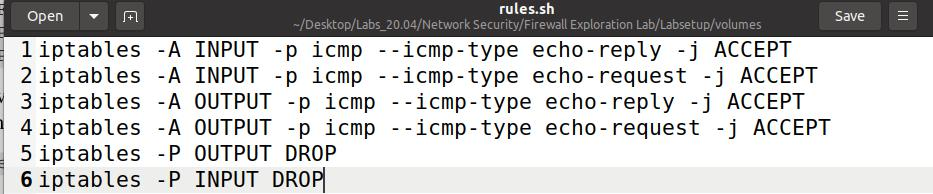 Open
rules.sh
~/Desktop/Labs_20.04/Network Security/Firewall Exploration Lab/Labsetup/volumes
Save
1 iptables -A INPUT -p icmp --icmp-type echo-reply -j ACCEPT
2 iptables -A INPUT -p icmp --icmp-type echo-request -j ACCEPT
3 iptables -A OUTPUT -p icmp --icmp-type echo-reply -j ACCEPT
4 iptables -A OUTPUT -p icmp --icmp-type echo-request -j ACCEPT
5 iptables -P OUTPUT DROP
6 iptables -P INPUT DROP